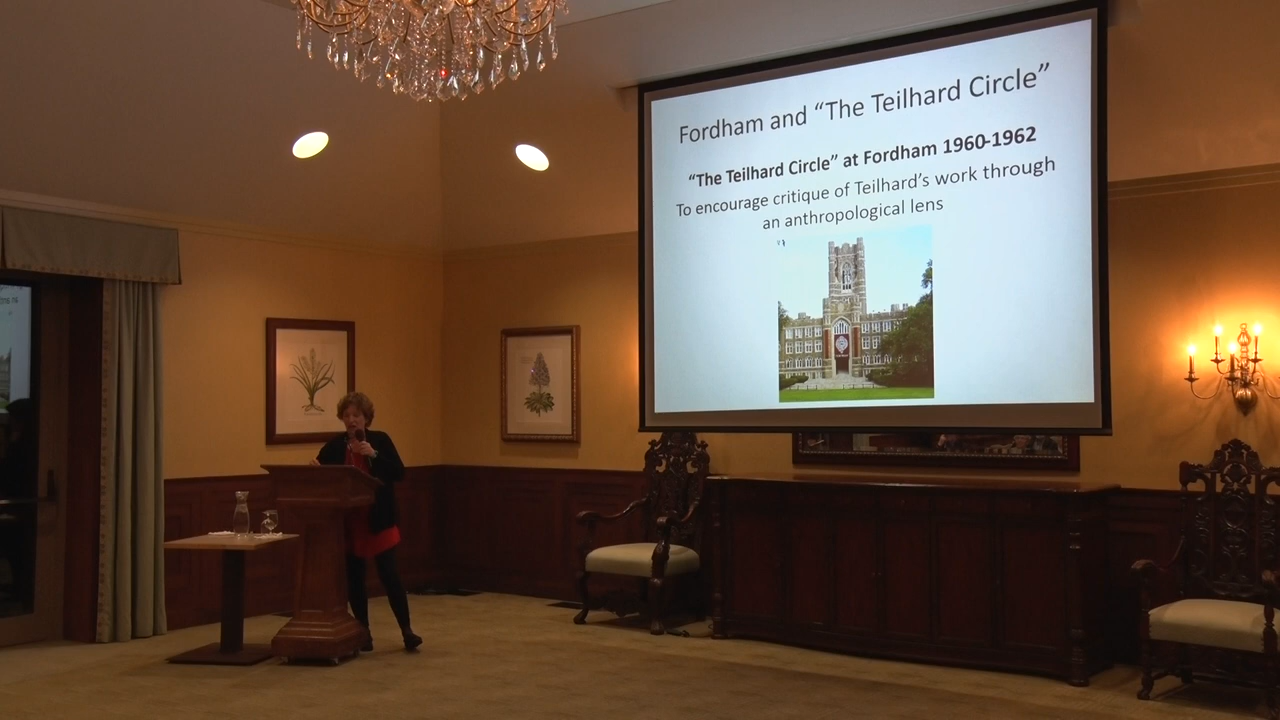 Fordham and “The Teilhard Circle”
“The Teilhard Circle” at Fordham 1960-1962
To encourage critique of Teilhard’s work through
an anthropological lens